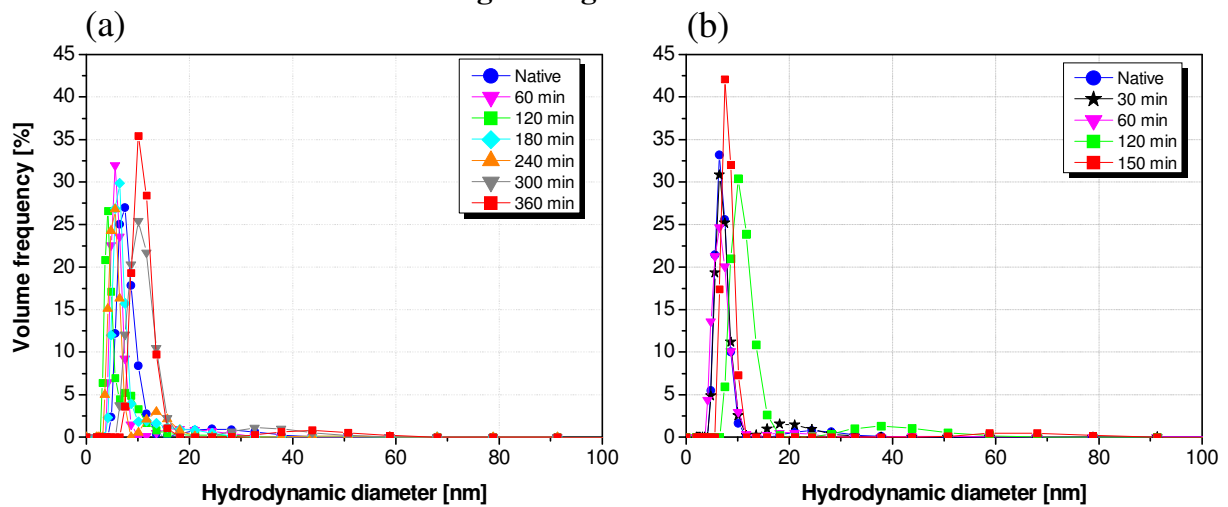 (a)
(b)
Volume frequency [%]
45
40
35
30
25
20
15
10
5
0
0 20 40 60 80 100
Hydrodynamic diameter [nm]
Native
60 min
120 min
180 min
240 min
300 min
360 min
45
40
35
30
25
20
15
10
5
0
0 20 40 60 80 100
Hydrodynamic diameter [nm]
Native
30 min
60 min
120 min
150 min